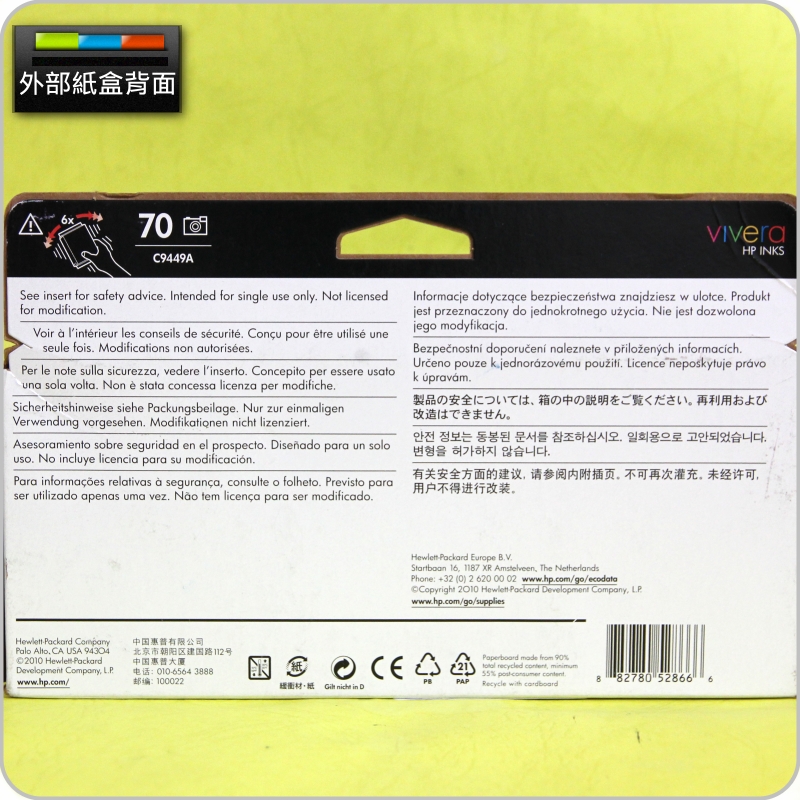 外部紙盒背面
6x
70
C9449A
vivera
HP INKS
See insert for safety advice. Intended for single use only. Not licensed
for modification.
Voir à l'intérieur les conseils de sécurité. Conçu pour être utilisé une
seule fois. Modifications non autorisées.
Per le note sulla sicurezza, vedere l'inserto. Concepito per essere usato
una sola volta. Non è stata concessa licenza per modifiche.
Sicherheitshinweise siehe Packungsbeilage. Nur zur einmaligen
Verwendung vorgesehen. Modifikationen nicht lizenziert.
Asesoramiento sobre seguridad en el prospecto. Diseñado para un solo
uso. No incluye licencia para su modificación.
Para informações relativas à segurança, consulte o folheto. Previsto para
ser utilizado apenas uma vez. Não tem licença para ser modificado.
Informacje dotyczące bezpieczeństwa znajdziesz w ulotce. Produkt
jest przeznaczony do jednokrotnego użycia. Nie jest dozwolona
jego modyfikacja.
Bezpečnostní doporučení naleznete v přiložených informacích.
Určeno pouze k jednorázovému použití. Licence neposkytuje právo
k úpravám.
製品の安全については、箱の中の説明をご覧ください。再利用および
改造はできません。
안전 정보는 동봉된 문서를 참조하십시오. 일회용으로 고안되었습니다.
변형을 허가하지 않습니다.
有关安全方面的建议，请参阅内附插页。不可再次灌充。未经许可，
用户不得进行改装。
Hewlett-Packard Europe B.V.
Startbaan 16, 1187 XR Amstelveen, The Netherlands
Phone: +32 (0) 2 620 00 02 www.hp.com/go/ecodata
©Copyright 2010 Hewlett-Packard Development Company, L.P.
www.hp.com/go/supplies
Hewlett-Packard Company
Palo Alto, CA USA 94304
©2010 Hewlett-Packard
Development Company, L.P.
www.hp.com/
中国惠普有限公司
北京市朝阳区建国路112号
中国惠普大厦
电话: 010-6564 3888
邮编: 100022
紙
緩衝材・紙
Gilt nicht in D
CE
PB
21
PAP
Paperboard made from 90%
total recycled content, minimum
55% post-consumer content.
Recycle with cardboard
8 82780 52866 6